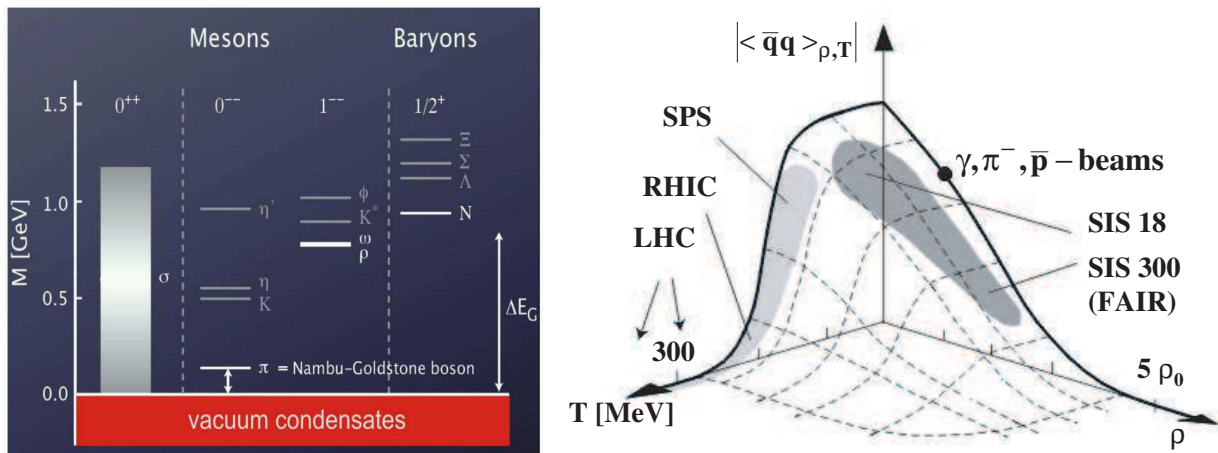 Mesons Baryons
M [GeV]
1.5
1.0
0.5
0.0
0⁺⁺ 0⁻⁻ 1⁻⁻ 1/2⁺
σ
η'
η
K
π = Nambu-Goldstone boson
ϕ
K*
ω
ρ
Ξ
Σ
Λ
N
ΔE_G
vacuum condensates
|< q̅q >ρ,T|
SPS
RHIC
LHC
300
T [MeV]
γ, π⁻, p̅ – beams
SIS 18
SIS 300
(FAIR)
5 ρ₀
ρ